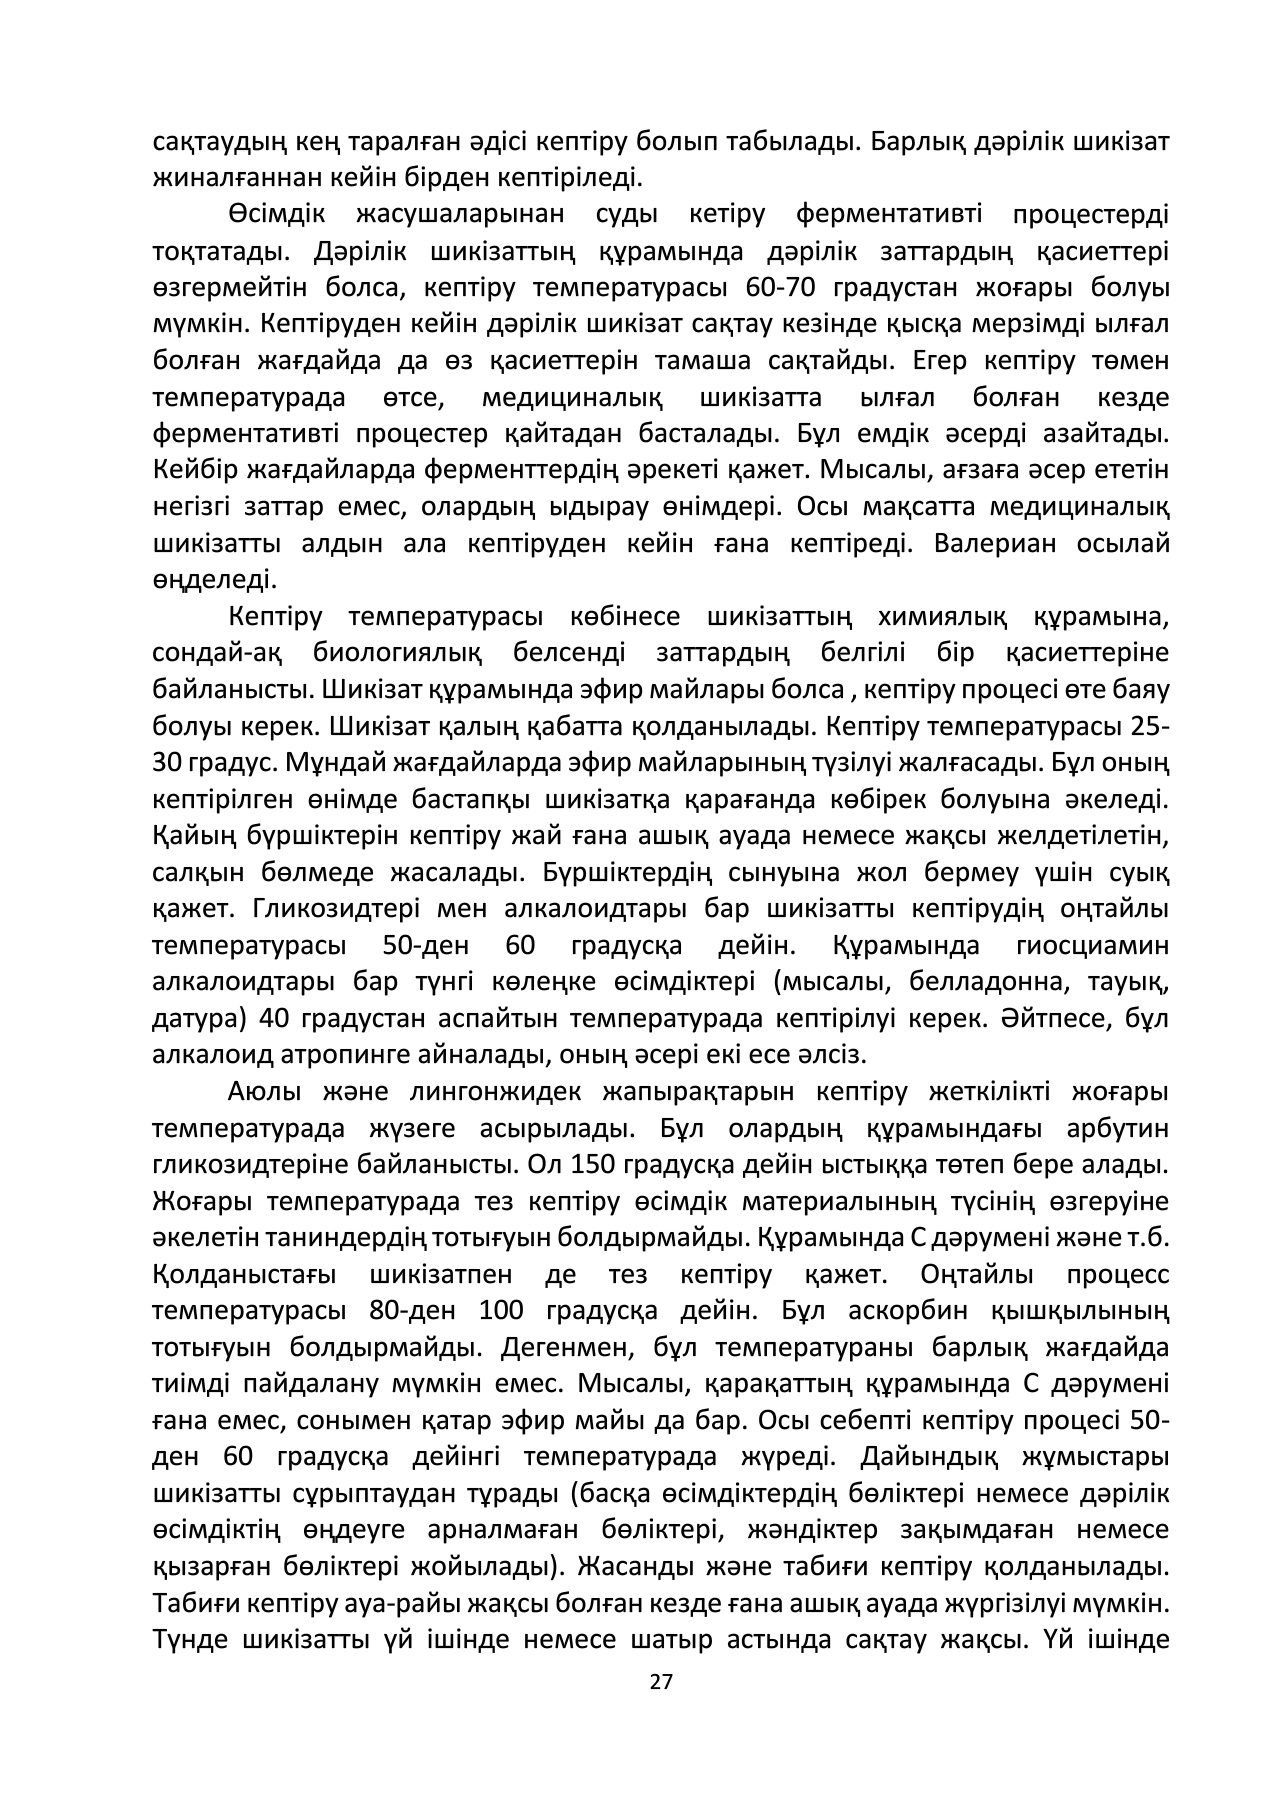 сақтаудың кең таралған әдісі кептіру болып табылады. Барлық дәрілік шикізат
жиналғаннан кейін бірден кептіріледі.
Өсімдік жасушаларынан суды кетіру ферментативті процестерді
тоқтатады. Дәрілік шикізаттың құрамында дәрілік заттардың қасиеттері
өзгермейтін болса, кептіру температурасы 60-70 градустан жоғары болуы
мүмкін. Кептіруден кейін дәрілік шикізат сақтау кезінде қысқа мерзімді ылғал
болған жағдайда да өз қасиеттерін тамаша сақтайды. Егер кептіру төмен
температурада өтсе, медициналық шикізатта ылғал болған кезде
ферментативті процестер қайтадан басталады. Бұл емдік әсерді азайтады.
Кейбір жағдайларда ферменттердің әрекеті қажет. Мысалы, ағзаға әсер ететін
негізгі заттар емес, олардың ыдырау өнімдері. Осы мақсатта медициналық
шикізатты алдын ала кептіруден кейін ғана кептіреді. Валериан осылай
өңделеді.
Кептіру температурасы көбінесе шикізаттың химиялық құрамына,
сондай-ақ биологиялық белсенді заттардың белгілі бір қасиеттеріне
байланысты. Шикізат құрамында эфир майлары болса , кептіру процесі өте баяу
болуы керек. Шикізат қалың қабатта қолданылады. Кептіру температурасы 25-
30 градус. Мұндай жағдайларда эфир майларының түзілуі жалғасады. Бұл оның
кептірілген өнімде бастапқы шикізатқа қарағанда көбірек болуына әкеледі.
Қайың бүршіктерін кептіру жай ғана ашық ауада немесе жақсы желдетілетін,
салқын бөлмеде жасалады. Бүршіктердің сынуына жол бермеу үшін суық
қажет. Гликозидтері мен алкалоидтары бар шикізатты кептірудің оңтайлы
температурасы 50-ден 60 градусқа дейін. Құрамында гиосциамин
алкалоидтары бар түнгі көлеңке өсімдіктері (мысалы, белладонна, тауық,
датура) 40 градустан аспайтын температурада кептірілуі керек. Әйтпесе, бұл
алкалоид атропинге айналады, оның әсері екі есе әлсіз.
Аюлы және лингонжидек жапырақтарын кептіру жеткілікті жоғары
температурада жүзеге асырылады. Бұл олардың құрамындағы арбутин
гликозидтеріне байланысты. Ол 150 градусқа дейін ыстыққа төтеп бере алады.
Жоғары температурада тез кептіру өсімдік материалының түсінің өзгеруіне
әкелетін таниндердің тотығуын болдырмайды. Құрамында С дәрумені және т.б.
Қолданыстағы шикізатпен де тез кептіру қажет. Оңтайлы процесс
температурасы 80-ден 100 градусқа дейін. Бұл аскорбин қышқылының
тотығуын болдырмайды. Дегенмен, бұл температураны барлық жағдайда
тиімді пайдалану мүмкін емес. Мысалы, қарақаттың құрамында С дәрумені
ғана емес, сонымен қатар эфир майы да бар. Осы себепті кептіру процесі 50-
ден 60 градусқа дейінгі температурада жүреді. Дайындық жұмыстары
шикізатты сұрыптаудан тұрады (басқа өсімдіктердің бөліктері немесе дәрілік
өсімдіктің өңдеуге арналмаған бөліктері, жәндіктер зақымдаған немесе
қызарған бөліктері жойылады). Жасанды және табиғи кептіру қолданылады.
Табиғи кептіру ауа-райы жақсы болған кезде ғана ашық ауада жүргізілуі мүмкін.
Түнде шикізатты үй ішінде немесе шатыр астында сақтау жақсы. Үй ішінде
27